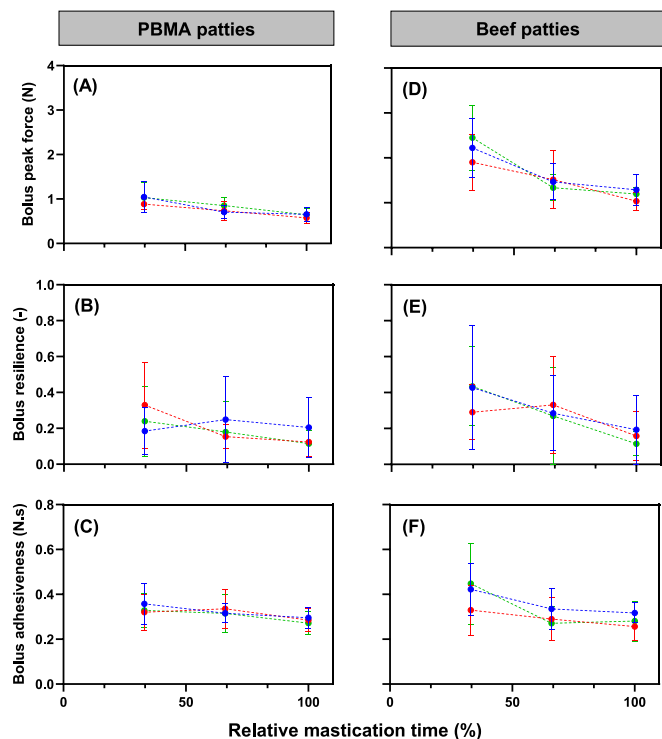 PBMA patties
Beef patties
Bolus peak force (N)
4
3
2
1
0
(A)
(D)
Bolus resilience (-)
1.0
0.8
0.6
0.4
0.2
0.0
(B)
(E)
Bolus adhesiveness (N.s)
0.8
0.6
0.4
0.2
0.0
(C)
(F)
0
50
100
0
50
100
Relative mastication time (%)